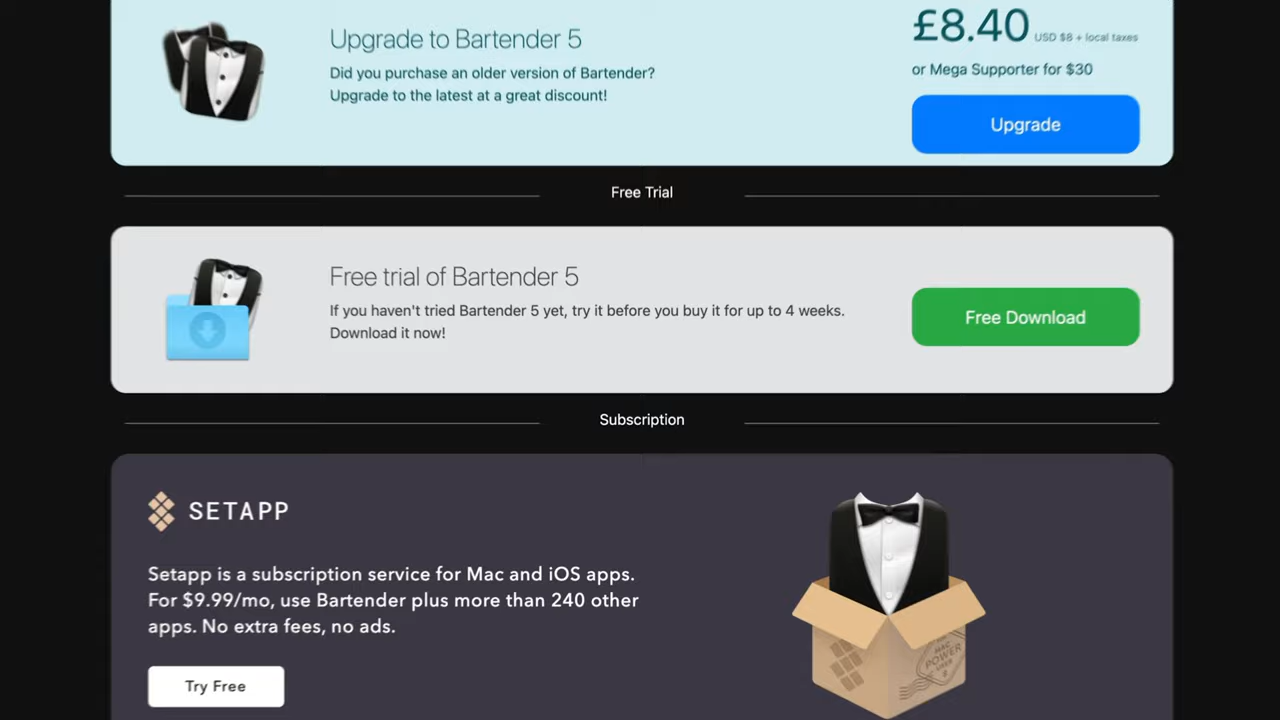 Upgrade to Bartender 5
Did you purchase an older version of Bartender?
Upgrade to the latest at a great discount!
£8.40 USD $8 + local taxes
or Mega Supporter for $30
Upgrade
Free Trial
Free trial of Bartender 5
If you haven't tried Bartender 5 yet, try it before you buy it for up to 4 weeks.
Download it now!
Free Download
Subscription
SETAPP
Setapp is a subscription service for Mac and iOS apps.
For $9.99/mo, use Bartender plus more than 240 other
apps. No extra fees, no ads.
Try Free
MAC
POWER
USER